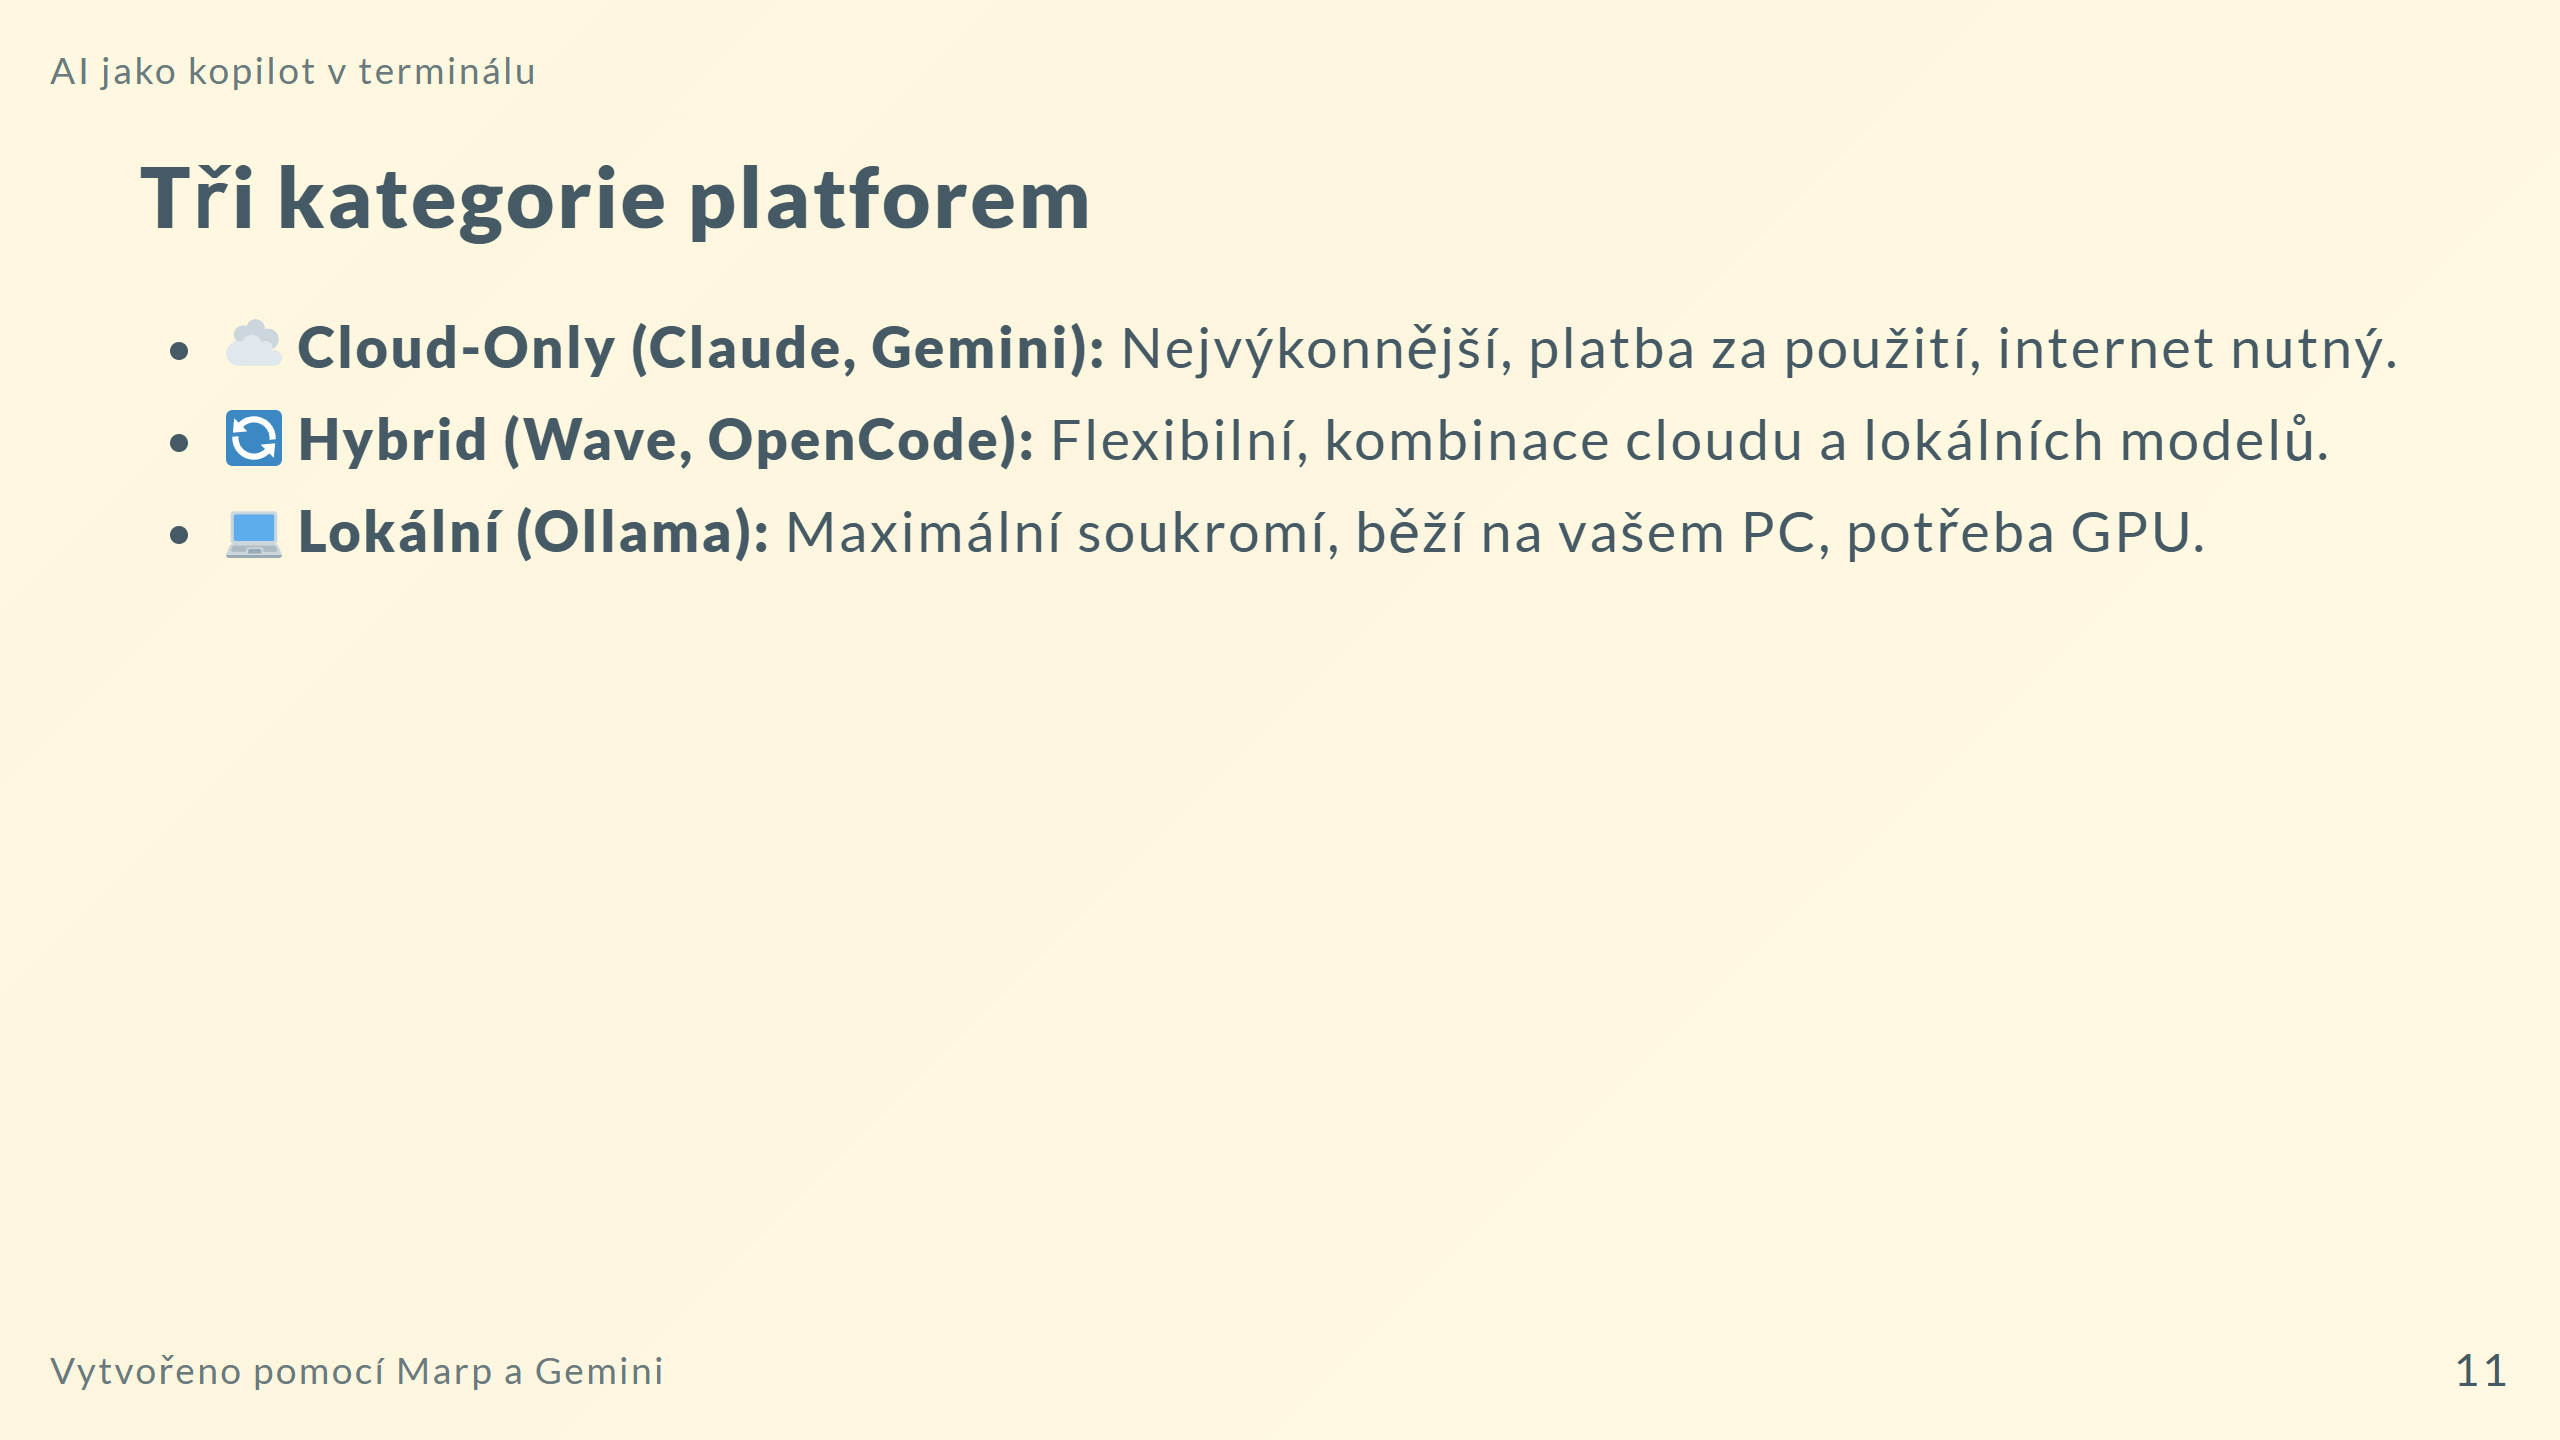 AI jako kopilot v terminálu
Tři kategorie platforem
• ☁️ Cloud-Only (Claude, Gemini): Nejvýkonnější, platba za použití, internet nutný.
• 🔄 Hybrid (Wave, OpenCode): Flexibilní, kombinace cloudu a lokálních modelů.
• 💻 Lokální (Ollama): Maximální soukromí, běží na vašem PC, potřeba GPU.
Vytvořeno pomocí Marp a Gemini
11